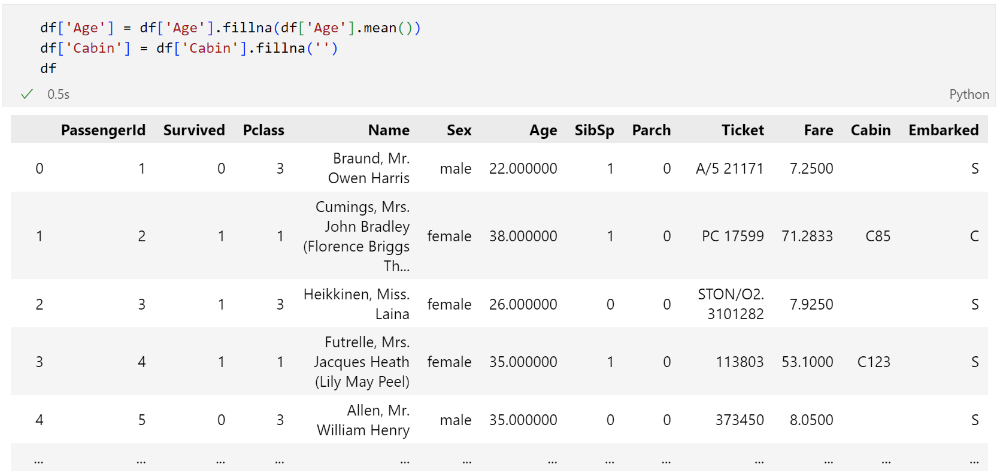 df['Age'] = df['Age'].fillna(df['Age'].mean())
df['Cabin'] = df['Cabin'].fillna('')
df
0.5s Python
PassengerId Survived Pclass Name Sex Age SibSp Parch Ticket Fare Cabin Embarked
0 1 0 3 Braund, Mr. Owen Harris male 22.000000 1 0 A/5 21171 7.2500 S
1 2 1 1 Cumings, Mrs. John Bradley (Florence Briggs Th... female 38.000000 1 0 PC 17599 71.2833 C85 C
2 3 1 3 Heikkinen, Miss. Laina female 26.000000 0 0 STON/O2. 3101282 7.9250 S
3 4 1 1 Futrelle, Mrs. Jacques Heath (Lily May Peel) female 35.000000 1 0 113803 53.1000 C123 S
4 5 0 3 Allen, Mr. William Henry male 35.000000 0 0 373450 8.0500 S
... ... ... ... ... ... ... ... ... ... ... ... ...